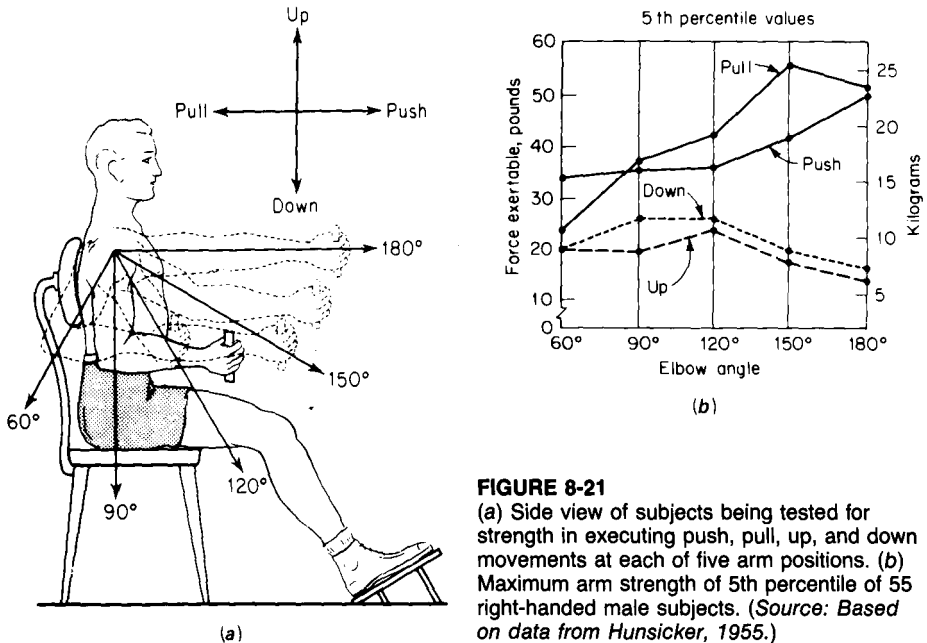 Up
Pull
Push
Down
180°
150°
120°
90°
60°
(a)
5 th percentile values
Force exertable, pounds
60
50
40
30
20
10
0
Pull
Push
Down
Up
25
20
15
10
5
Kilograms
60° 90° 120° 150° 180°
Elbow angle
(b)
FIGURE 8-21
(a) Side view of subjects being tested for
strength in executing push, pull, up, and down
movements at each of five arm positions. (b)
Maximum arm strength of 5th percentile of 55
right-handed male subjects. (Source: Based
on data from Hunsicker, 1955.)